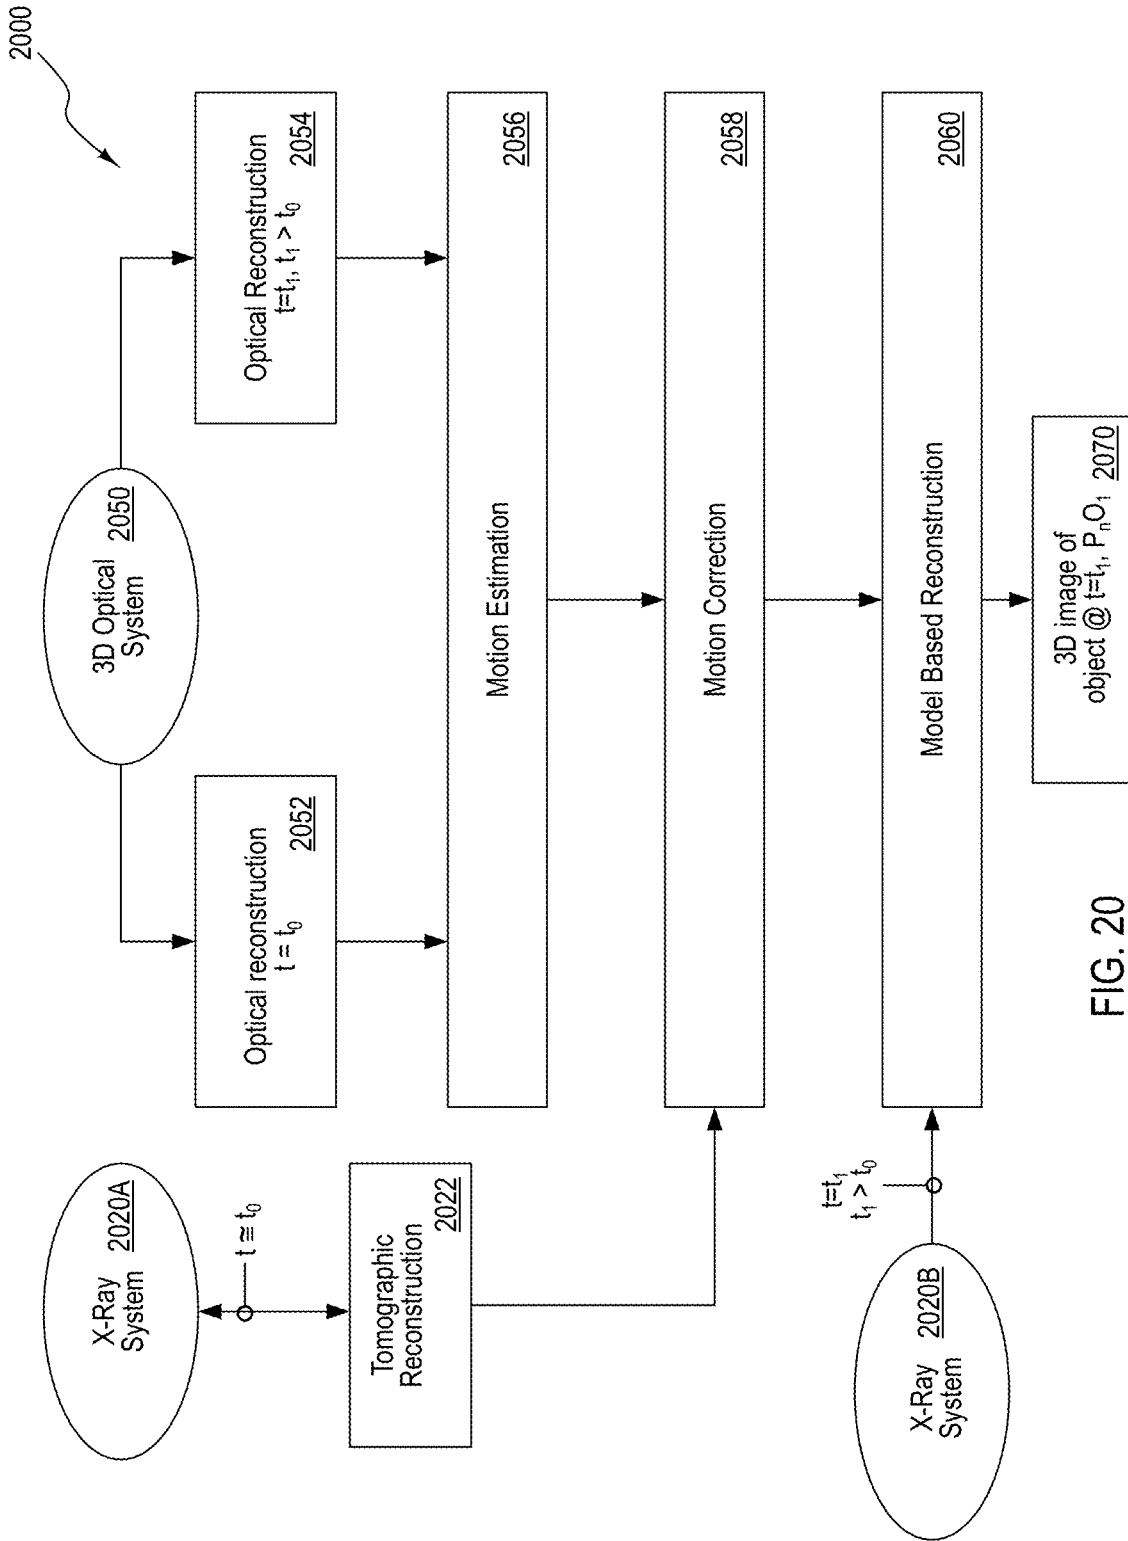 2000
3D Optical
System
2050
Optical reconstruction
t = t₀
2052
Optical Reconstruction
t=t₁, t₁ > t₀
2054
X-Ray
System
2020A
t ≅ t₀
Tomographic
Reconstruction
2022
Motion Estimation
2056
Motion Correction
2058
X-Ray
System
2020B
t=t₁
t₁ > t₀
Model Based Reconstruction
2060
3D image of
object @ t=t₁, PₙO₁
2070
FIG. 20